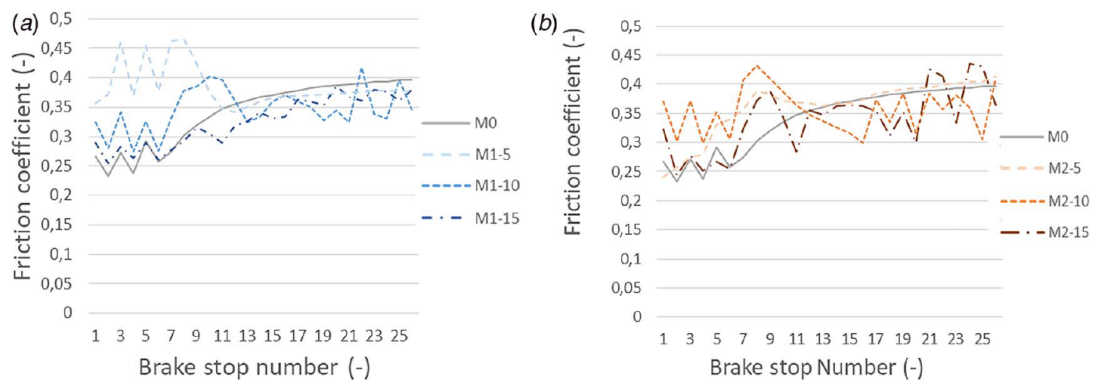 (a)
Friction coefficient (-)
0,5
0,45
0,4
0,35
0,3
0,25
0,2
0,15
0,1
0,05
0
1 3 5 7 9 11 13 15 17 19 21 23 25
Brake stop number (-)
M0
M1-5
M1-10
M1-15
(b)
Friction coefficient (-)
0,5
0,45
0,4
0,35
0,3
0,25
0,2
0,15
0,1
0,05
0
1 3 5 7 9 11 13 15 17 19 21 23 25
Brake stop Number (-)
M0
M2-5
M2-10
M2-15